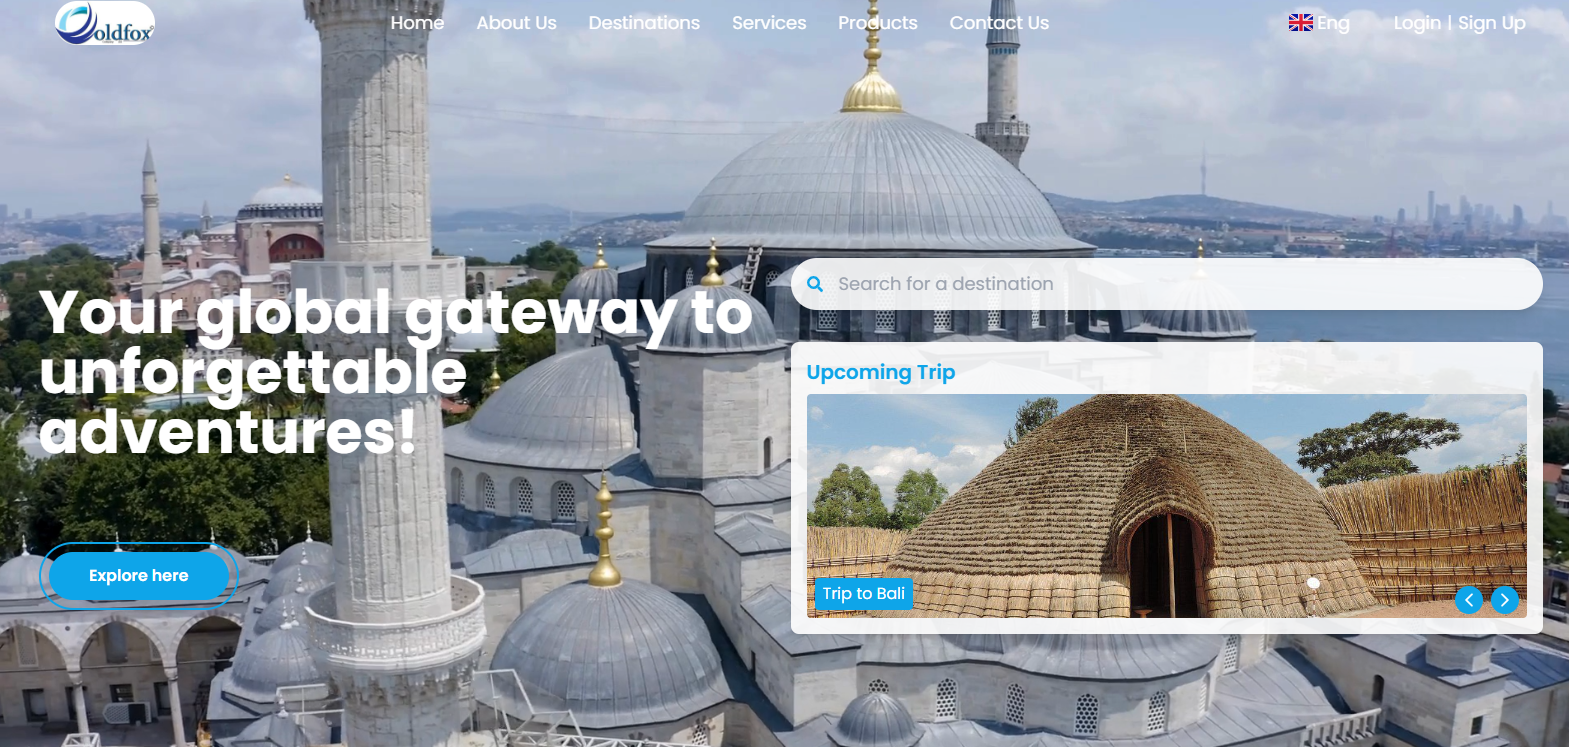 oldfox
Home About Us Destinations Services Products Contact Us
Eng Login | Sign Up
Your global gateway to
unforgettable
adventures!
Explore here
Search for a destination
Upcoming Trip
Trip to Bali